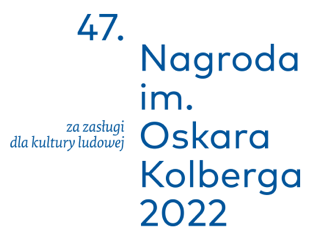 47.
Nagroda
im.
za zasługi
dla kultury ludowej
Oskara
Kolberga
2022